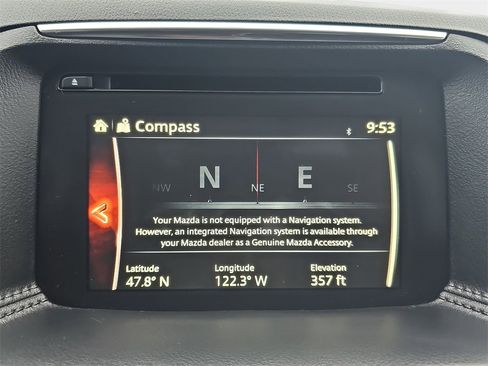 Compass
9:53
NW N NE E SE
Your Mazda is not equipped with a Navigation system.
However, an integrated Navigation system is available through
your Mazda dealer as a Genuine Mazda Accessory.
Latitude Longitude Elevation
47.8° N 122.3° W 357 ft